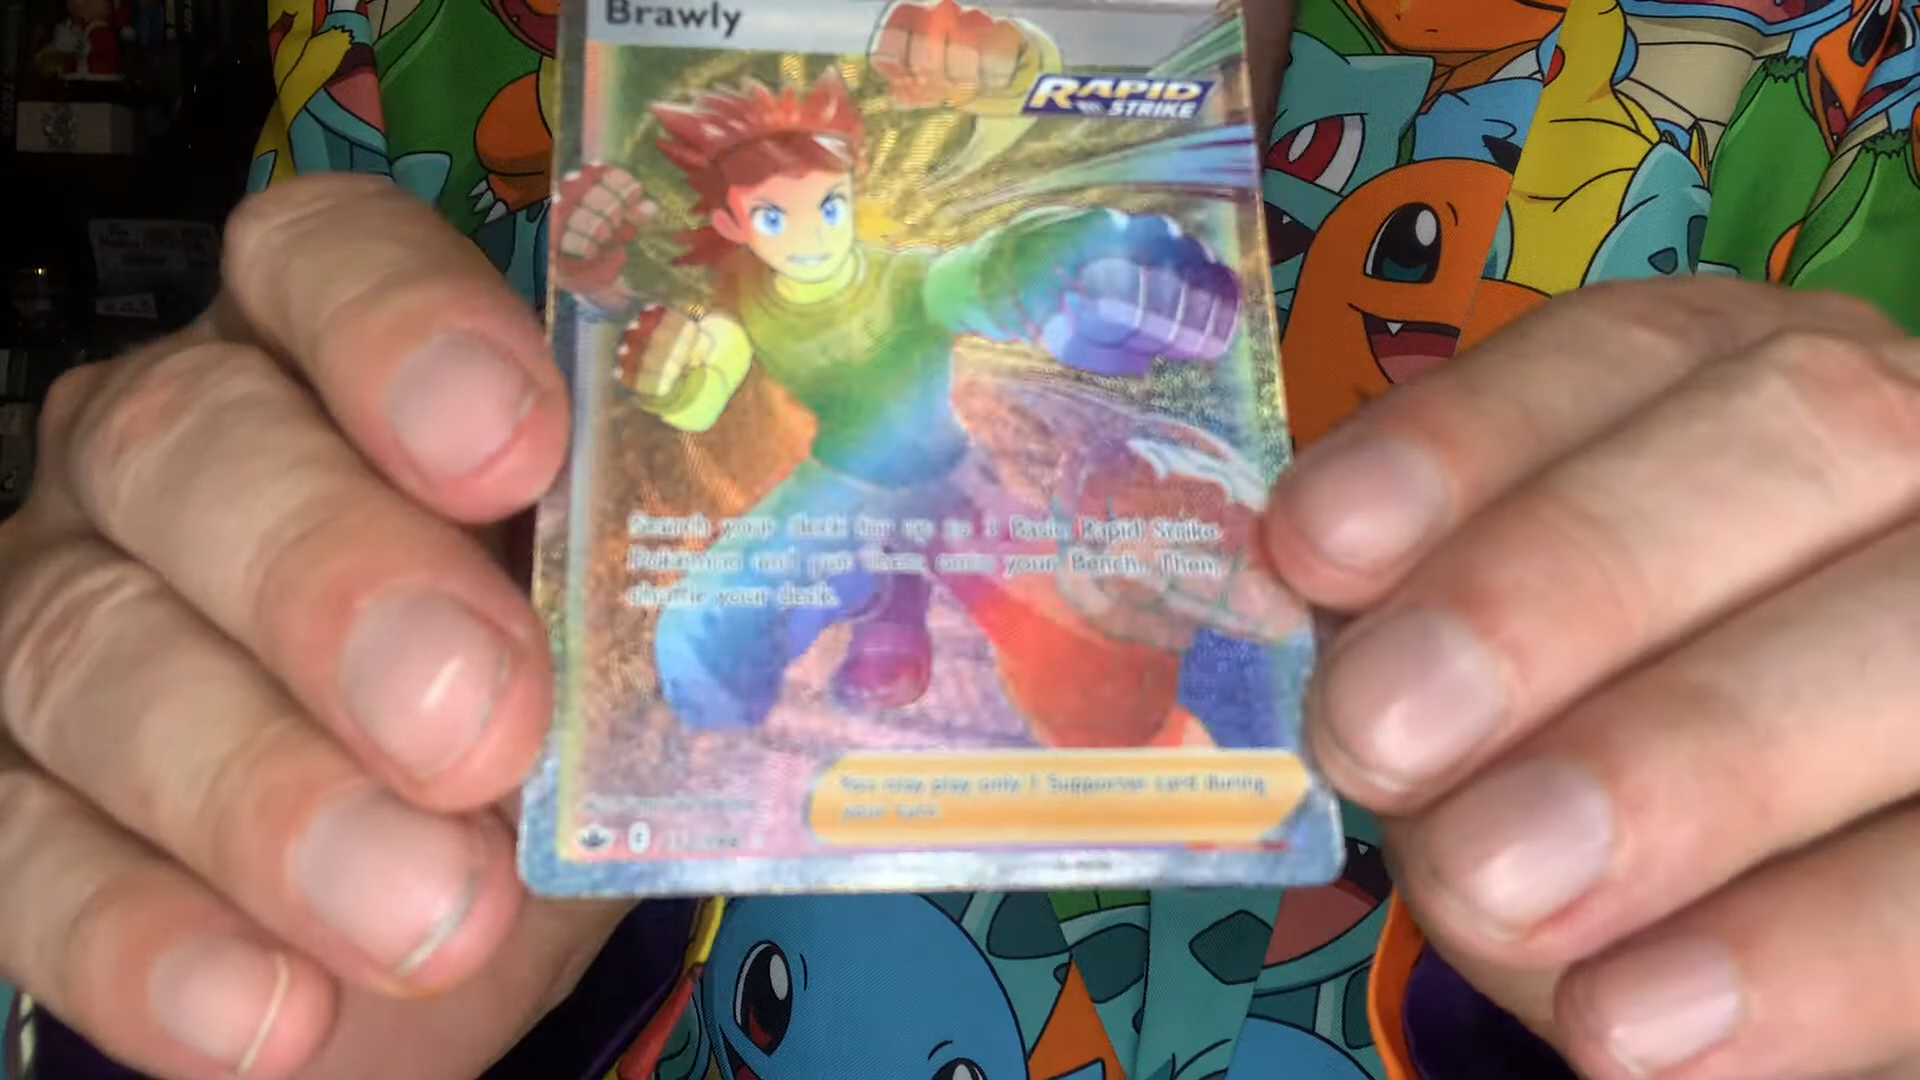 Brawly
RAPID
STRIKE
Search your deck for up to 3 Basic Rapid Strike
Pokémon and put them onto your Bench. Then,
shuffle your deck.
You may play only 1 Supporter card during
your turn.